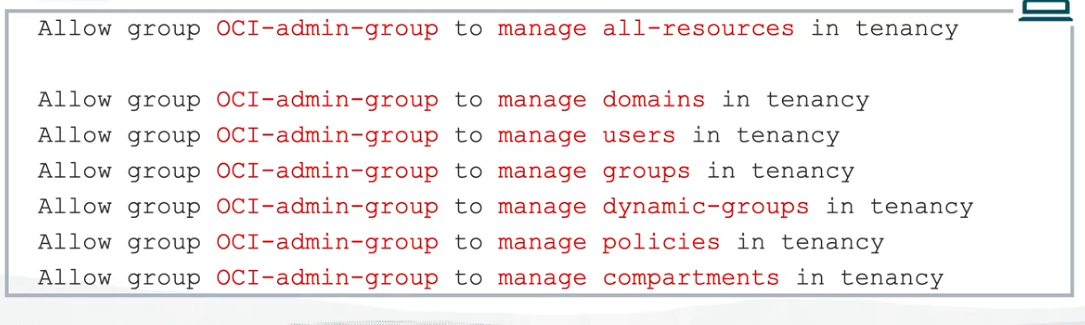 Allow group OCI-admin-group to manage all-resources in tenancy
Allow group OCI-admin-group to manage domains in tenancy
Allow group OCI-admin-group to manage users in tenancy
Allow group OCI-admin-group to manage groups in tenancy
Allow group OCI-admin-group to manage dynamic-groups in tenancy
Allow group OCI-admin-group to manage policies in tenancy
Allow group OCI-admin-group to manage compartments in tenancy